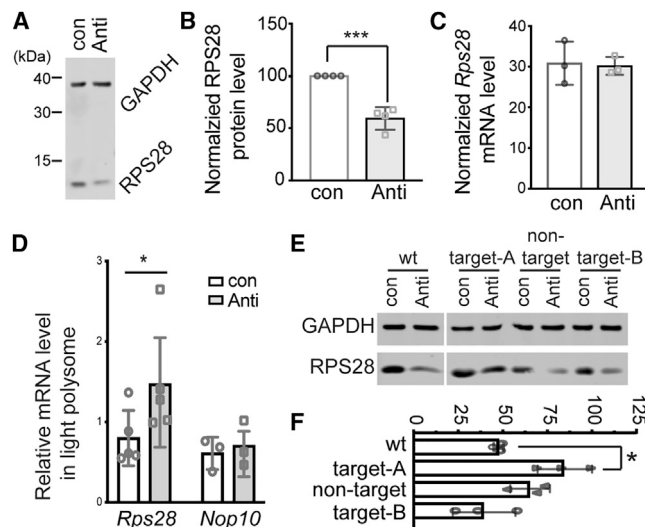 A
con
Anti
(kDa)
40
30
15
GAPDH
RPS28
B
Normalzied RPS28
protein level
150
100
50
0
***
con
Anti
C
Normalzied Rps28
mRNA level
40
30
20
10
0
con
Anti
D
Relative mRNA level
in light polysome
3
2
1
0
*
con
Anti
Rps28
Nop10
E
wt
target-A
non-
target
target-B
con
Anti
con
Anti
con
Anti
con
Anti
GAPDH
RPS28
F
0
25
50
75
100
125
wt
target-A
non-target
target-B
*